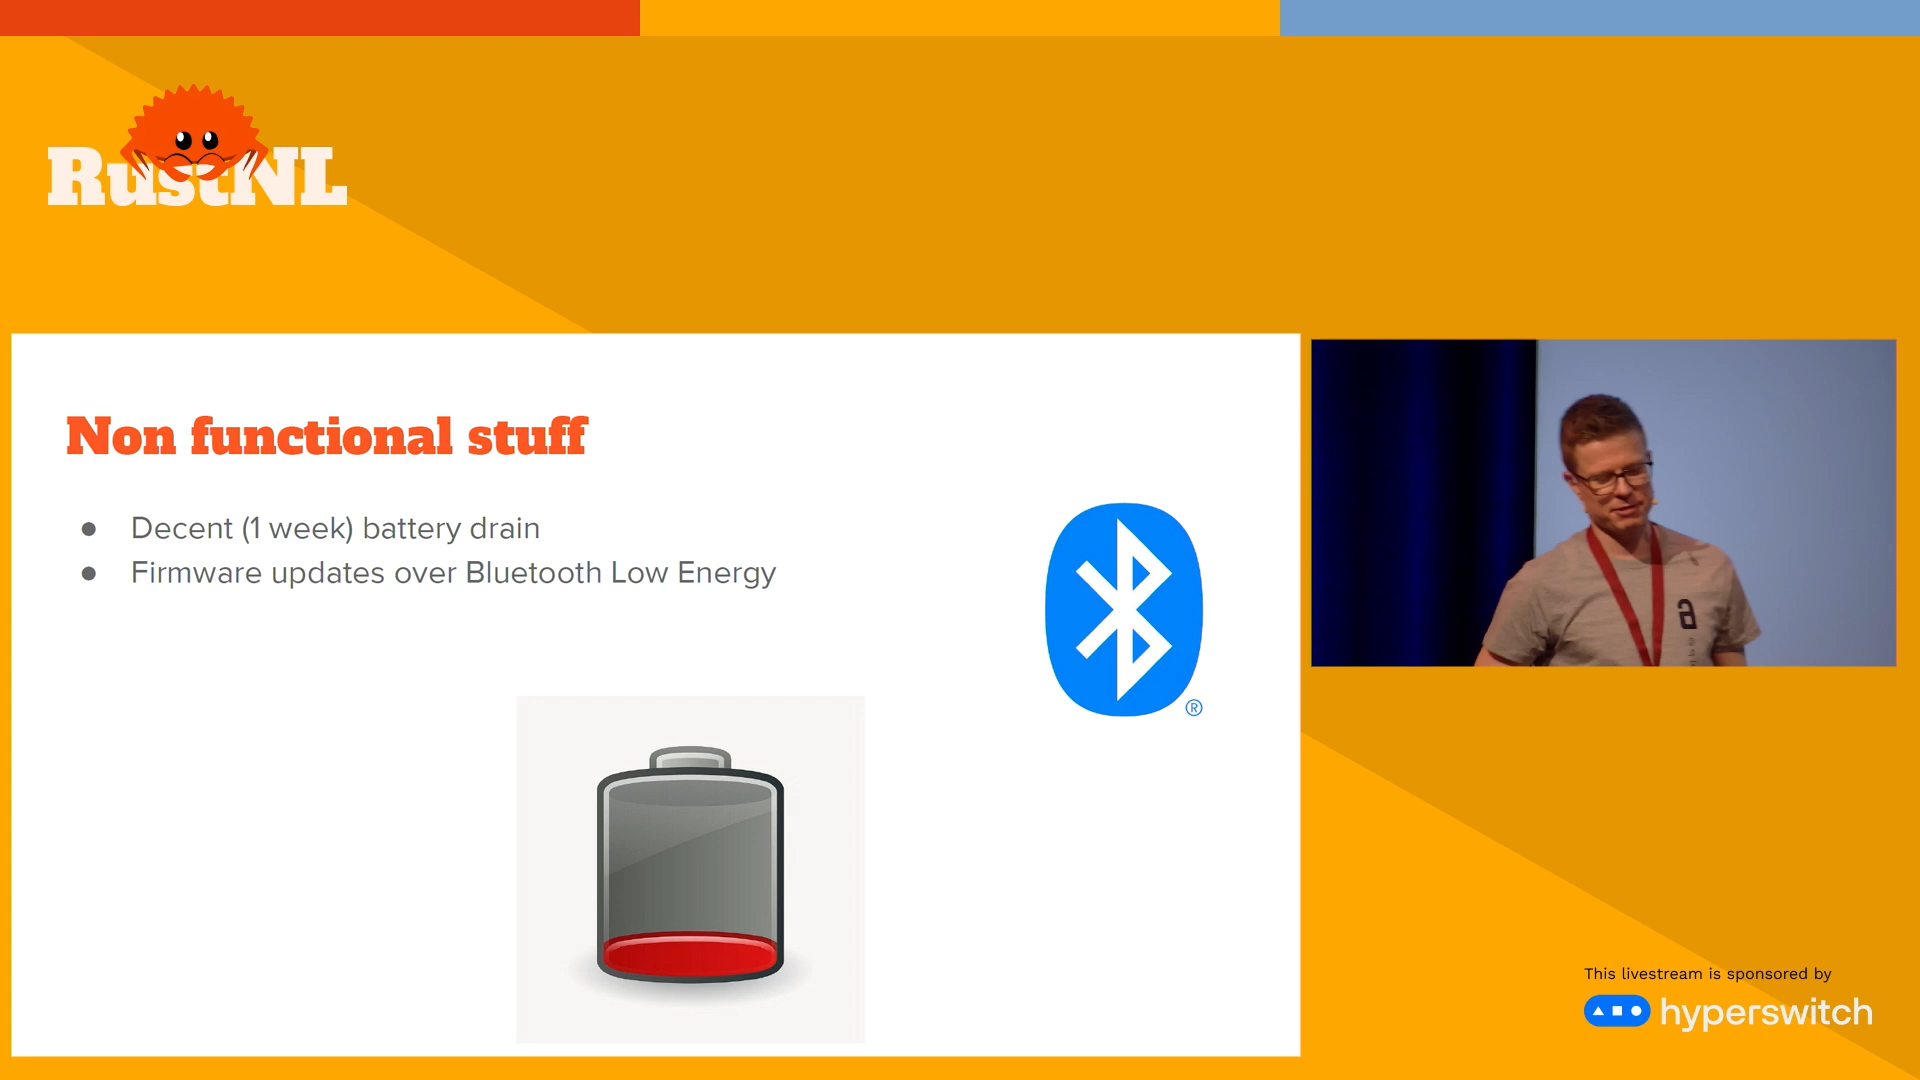 RustNL
Non functional stuff
● Decent (1 week) battery drain
● Firmware updates over Bluetooth Low Energy
®
a
This livestream is sponsored by
hyperswitch